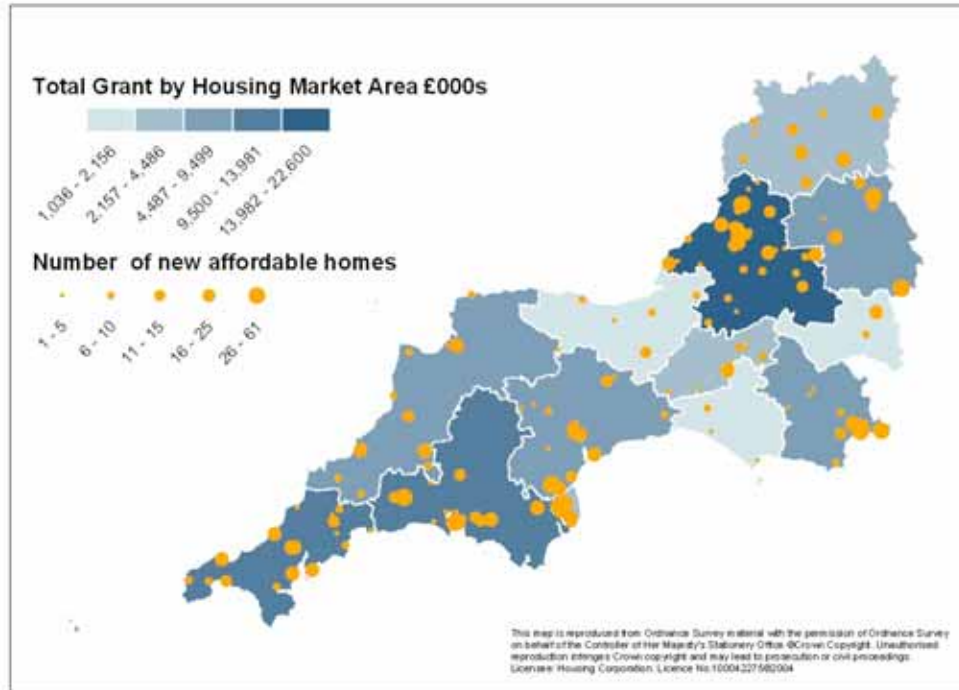 Total Grant by Housing Market Area £000s
1,036 - 2,156
2,157 - 4,486
4,487 - 9,499
9,500 - 13,981
13,982 - 22,600
Number of new affordable homes
1 - 5
6 - 10
11 - 15
16 - 25
26 - 61
This map is reproduced from Ordnance Survey material with the permission of Ordnance Survey
on behalf of the Controller of Her Majesty's Stationery Office ©Crown Copyright. Unauthorised
reproduction infringes Crown copyright and may lead to prosecution or civil proceedings.
Licensee: Housing Corporation. Licence No.